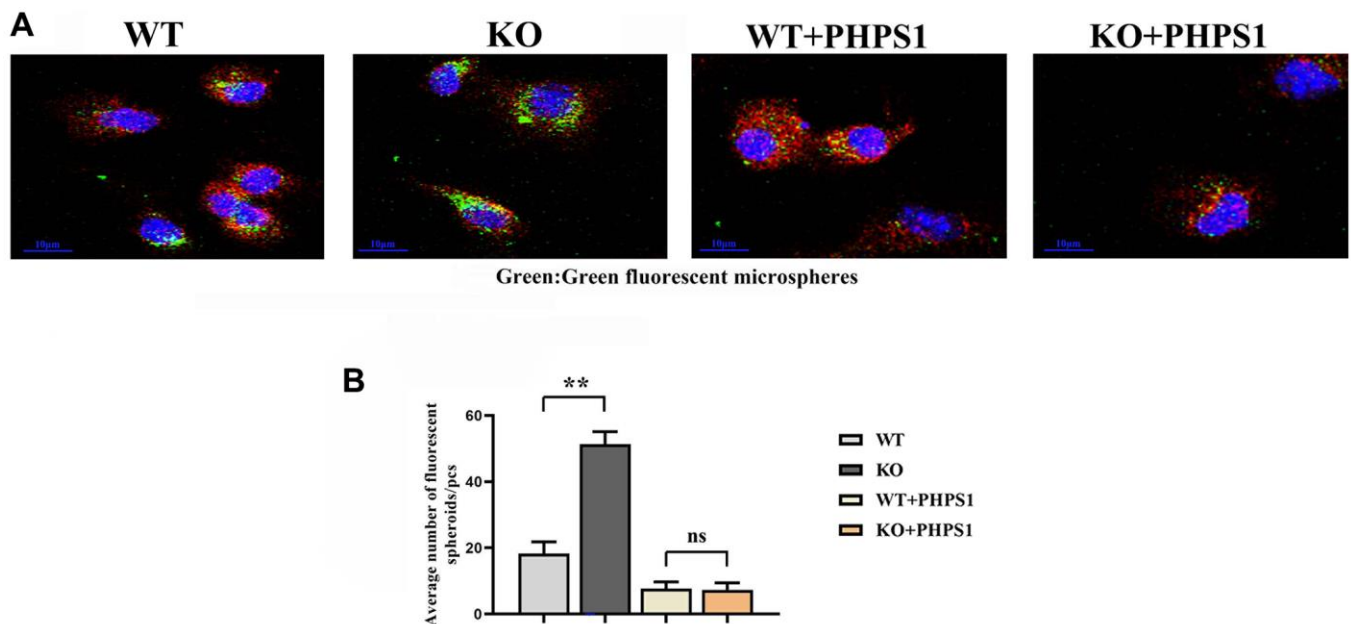 A
WT
KO
WT+PHPS1
KO+PHPS1
10μm
10μm
10μm
10μm
Green:Green fluorescent microspheres
B
Average number of fluorescent
spheroids/pcs
60
40
20
0
**
ns
WT
KO
WT+PHPS1
KO+PHPS1